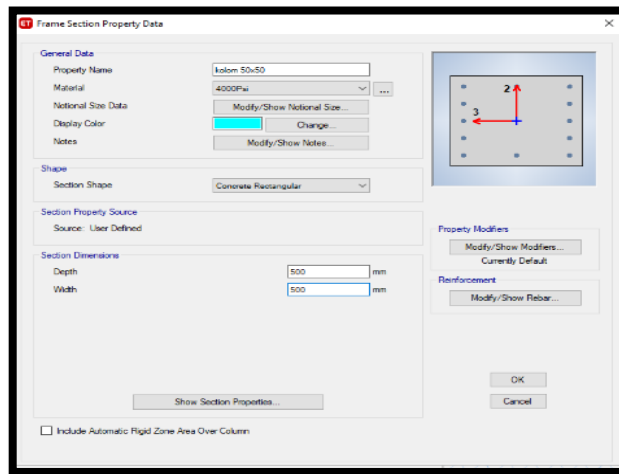 ET Frame Section Property Data
General Data
Property Name kolom 50x50
Material 4000Psi ...
Notional Size Data Modify/Show Notional Size...
Display Color Change...
Notes Modify/Show Notes...
Shape
Section Shape Concrete Rectangular
Section Property Source
Source: User Defined
Section Dimensions
Depth 500 mm
Width 500 mm
Show Section Properties...
Include Automatic Rigid Zone Area Over Column
2
3
Property Modifiers
Modify/Show Modifiers...
Currently Default
Reinforcement
Modify/Show Rebar...
OK
Cancel